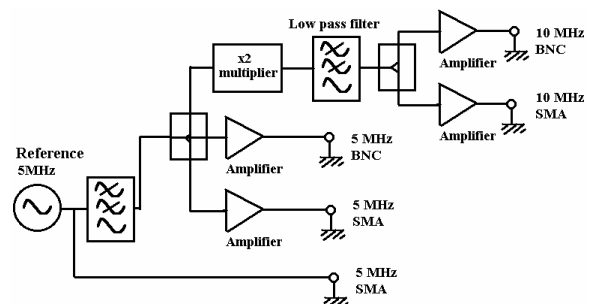 Low pass filter
x2
multiplier
10 MHz
BNC
Amplifier
10 MHz
SMA
Amplifier
5 MHz
BNC
Amplifier
Reference
5MHz
5 MHz
SMA
Amplifier
5 MHz
SMA